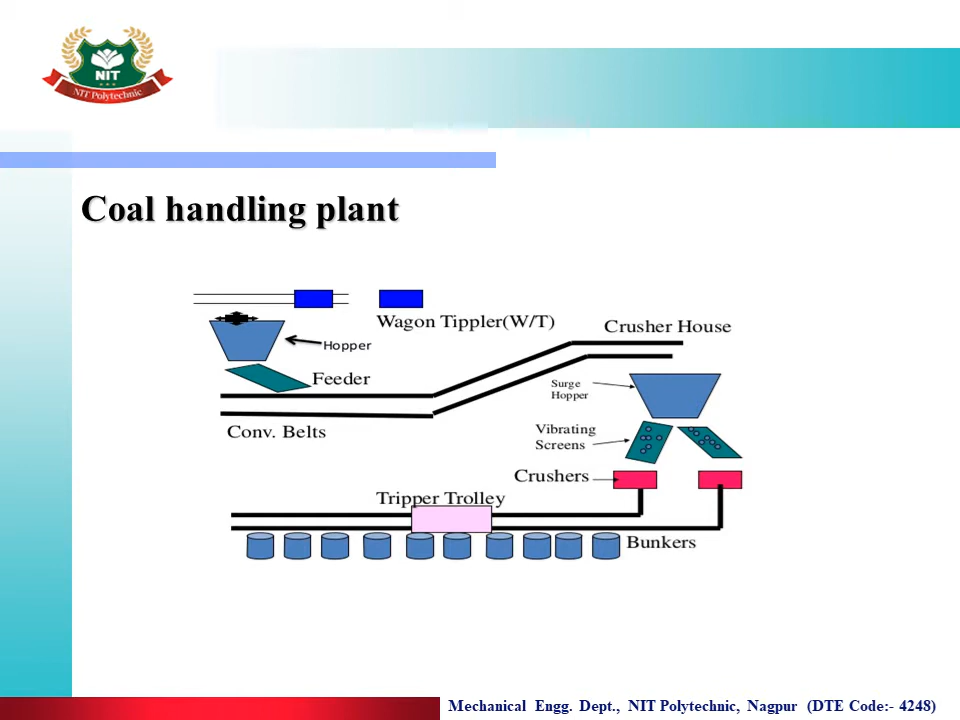 NIT
NIT Polytechnic
Coal handling plant
Wagon Tippler(W/T)
Crusher House
Hopper
Feeder
Surge
Hopper
Conv. Belts
Vibrating
Screens
Crushers
Tripper Trolley
Bunkers
Mechanical Engg. Dept., NIT Polytechnic, Nagpur (DTE Code:- 4248)